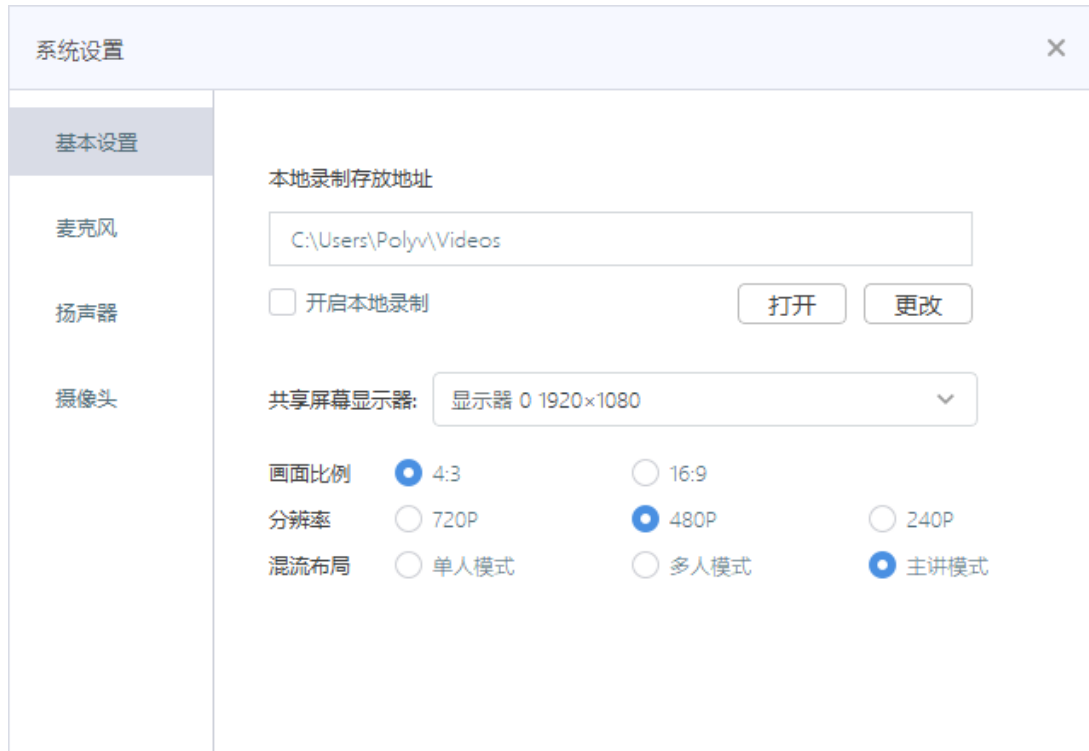 系统设置
基本设置
麦克风
扬声器
摄像头
本地录制存放地址
C:\Users\Polyv\Videos
开启本地录制 打开 更改
共享屏幕显示器: 显示器 0 1920×1080
画面比例 4:3 16:9
分辨率 720P 480P 240P
混流布局 单人模式 多人模式 主讲模式